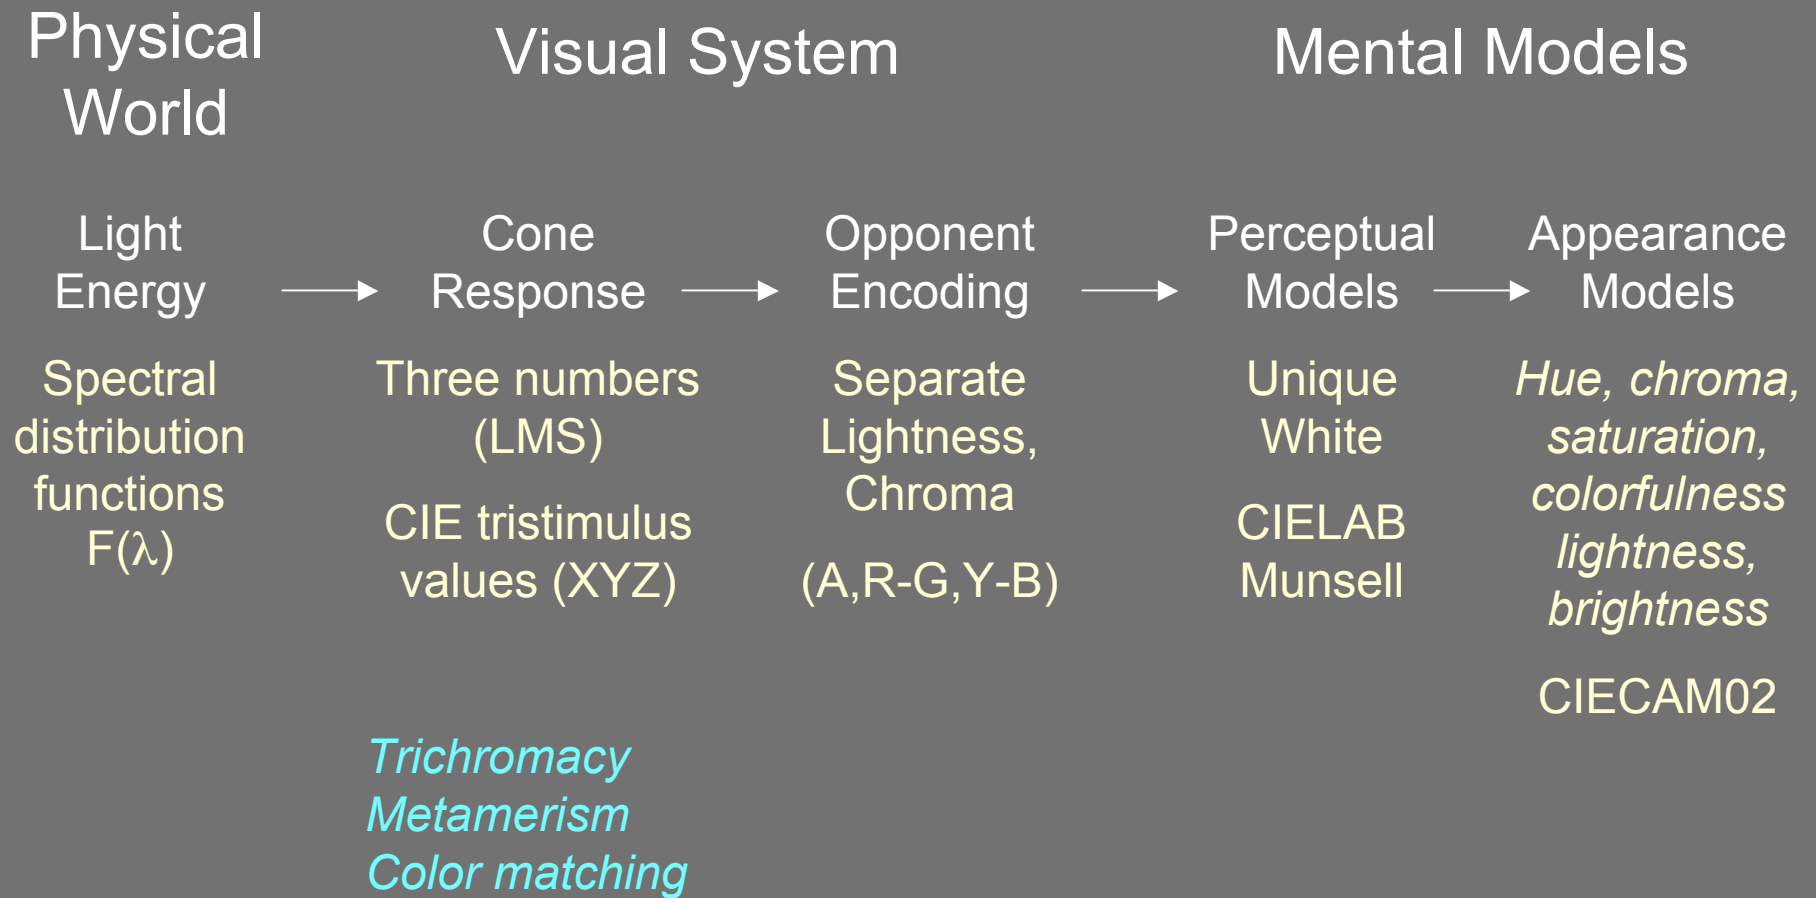 Physical
World
Visual System
Mental Models
Light
Energy
Cone
Response
Opponent
Encoding
Perceptual
Models
Appearance
Models
Spectral
distribution
functions
F(λ)
Three numbers
(LMS)
CIE tristimulus
values (XYZ)
Separate
Lightness,
Chroma
(A,R-G,Y-B)
Unique
White
CIELAB
Munsell
Hue, chroma,
saturation,
colorfulness
lightness,
brightness
CIECAM02
Trichromacy
Metamerism
Color matching